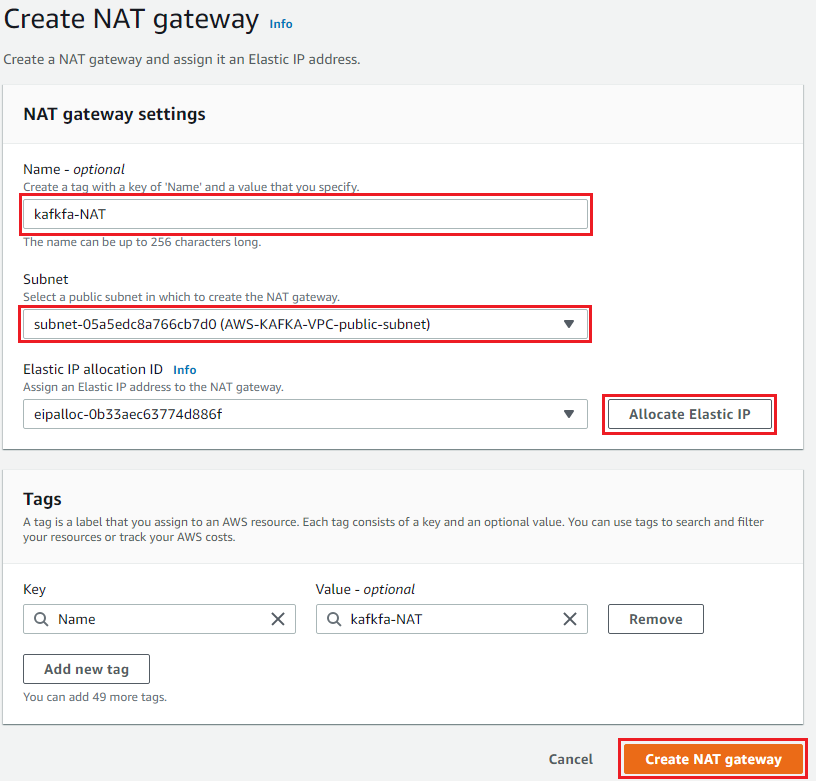 Create NAT gateway Info
Create a NAT gateway and assign it an Elastic IP address.
NAT gateway settings
Name - optional
Create a tag with a key of 'Name' and a value that you specify.
kafkfa-NAT
The name can be up to 256 characters long.
Subnet
Select a public subnet in which to create the NAT gateway.
subnet-05a5edc8a766cb7d0 (AWS-KAFKA-VPC-public-subnet)
Elastic IP allocation ID Info
Assign an Elastic IP address to the NAT gateway.
eipalloc-0b33aec63774d886f Allocate Elastic IP
Tags
A tag is a label that you assign to an AWS resource. Each tag consists of a key and an optional value. You can use tags to search and filter
your resources or track your AWS costs.
Key Value - optional
Name kafkfa-NAT Remove
Add new tag
You can add 49 more tags.
Cancel Create NAT gateway